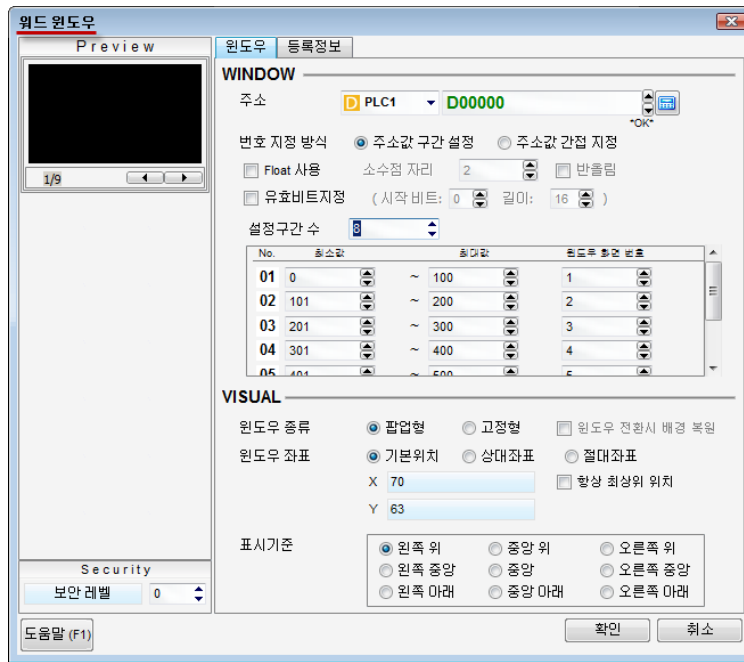 워드 윈도우
Preview
1/9
Security
보안 레벨 0
도움말 (F1)
윈도우 등록정보
WINDOW
주소 D PLC1 D00000
*OK*
번호 지정 방식 주소값 구간 설정 주소값 간접 지정
Float 사용 소수점 자리 2 반올림
유효비트지정 (시작 비트: 0 길이: 16 )
설정구간 수 8
No. 최소값 최대값 윈도우 화면 번호
01 0 ~ 100 1
02 101 ~ 200 2
03 201 ~ 300 3
04 301 ~ 400 4
05 401 ~ 500 5
VISUAL
윈도우 종류 팝업형 고정형 윈도우 전환시 배경 복원
윈도우 좌표 기본위치 상대좌표 절대좌표
X 70 항상 최상위 위치
Y 63
표시기준 왼쪽 위 중앙 위 오른쪽 위
왼쪽 중앙 중앙 오른쪽 중앙
왼쪽 아래 중앙 아래 오른쪽 아래
확인 취소